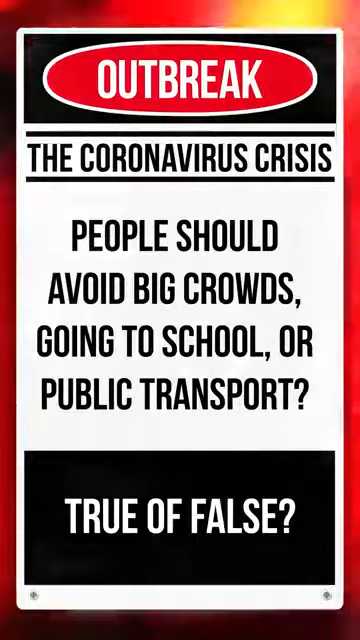 OUTBREAK
THE CORONAVIRUS CRISIS
PEOPLE SHOULD
AVOID BIG CROWDS,
GOING TO SCHOOL, OR
PUBLIC TRANSPORT?
TRUE OF FALSE?